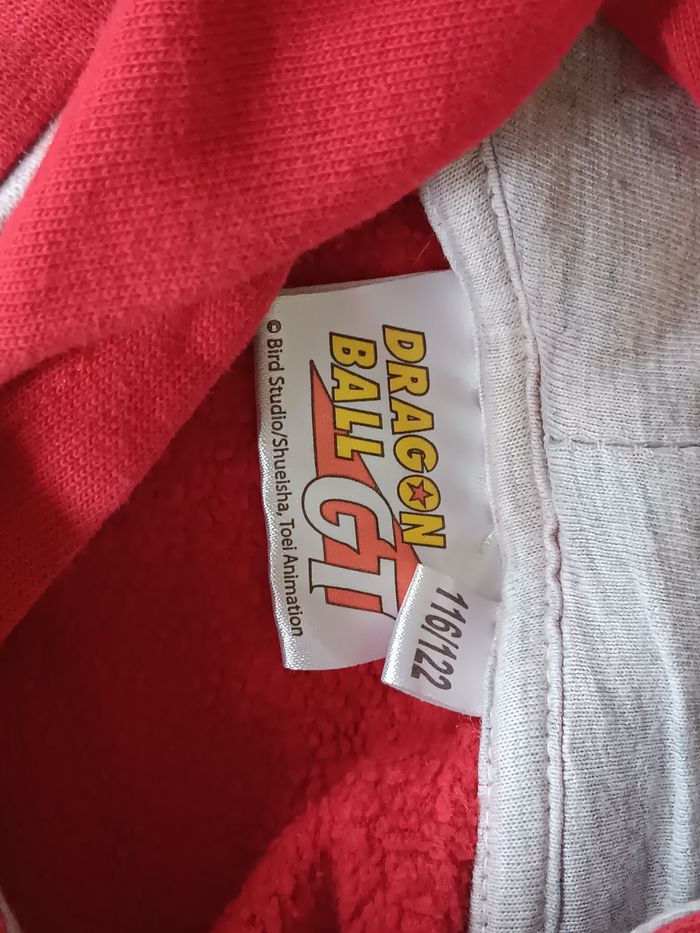 DRAGON
BALL
GT
© Bird Studio/Shueisha, Toei Animation
116/122